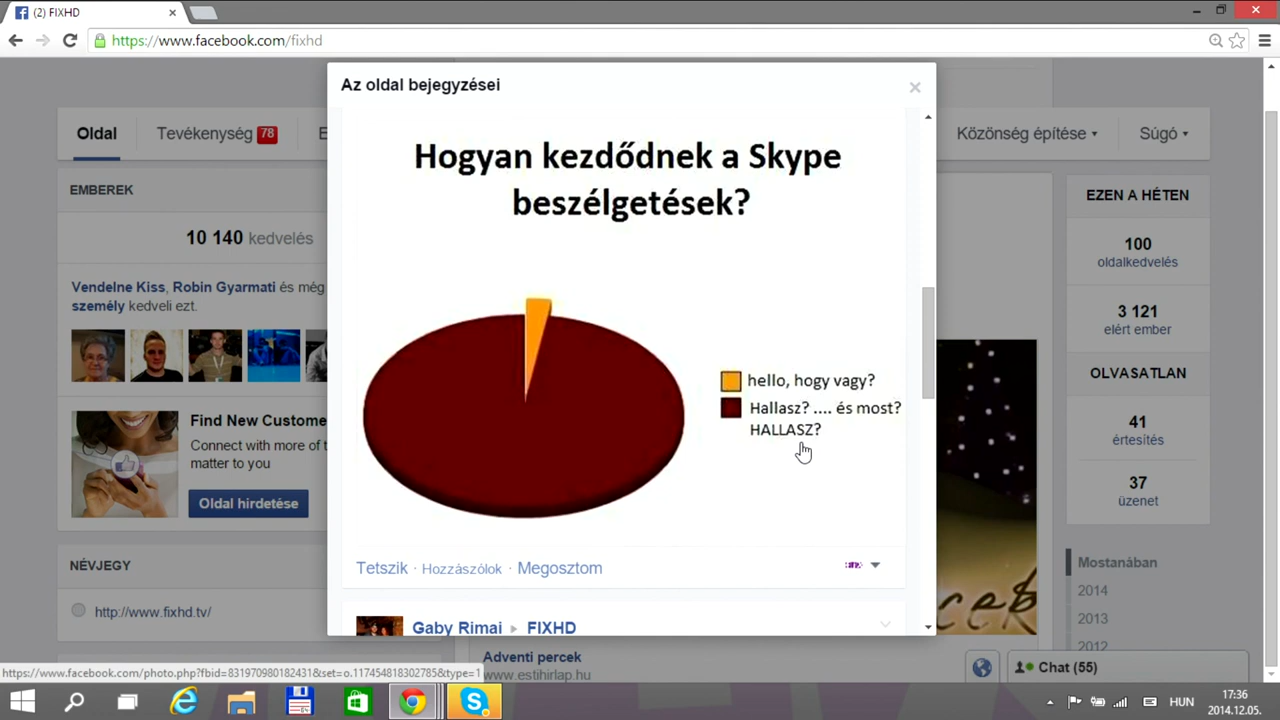 (2) FIXHD
https://www.facebook.com/fixhd
Az oldal bejegyzései
Oldal
Tevékenység 78
E
Közönség építése
Súgó
EMBEREK
10 140 kedvelés
Vendelne Kiss, Robin Gyarmati és még
személy kedveli ezt.
Find New Custome
Connect with more of t
matter to you
Oldal hirdetése
NÉVJEGY
http://www.fixhd.tv/
Hogyan kezdődnek a Skype
beszélgetések?
hello, hogy vagy?
Hallasz? .... és most?
HALLASZ?
Tetszik · Hozzászólok · Megosztom
Gaby Rimai ▸ FIXHD
Adventi percek
www.estihirlap.hu
EZEN A HÉTEN
100
oldalkedvelés
3 121
elért ember
OLVASATLAN
41
értesítés
37
üzenet
Mostanában
2014
2013
2012
Chat (55)
https://www.facebook.com/photo.php?fbid=831970980182431&set=o.117454818302785&type=1
HUN
17:36
2014.12.05.